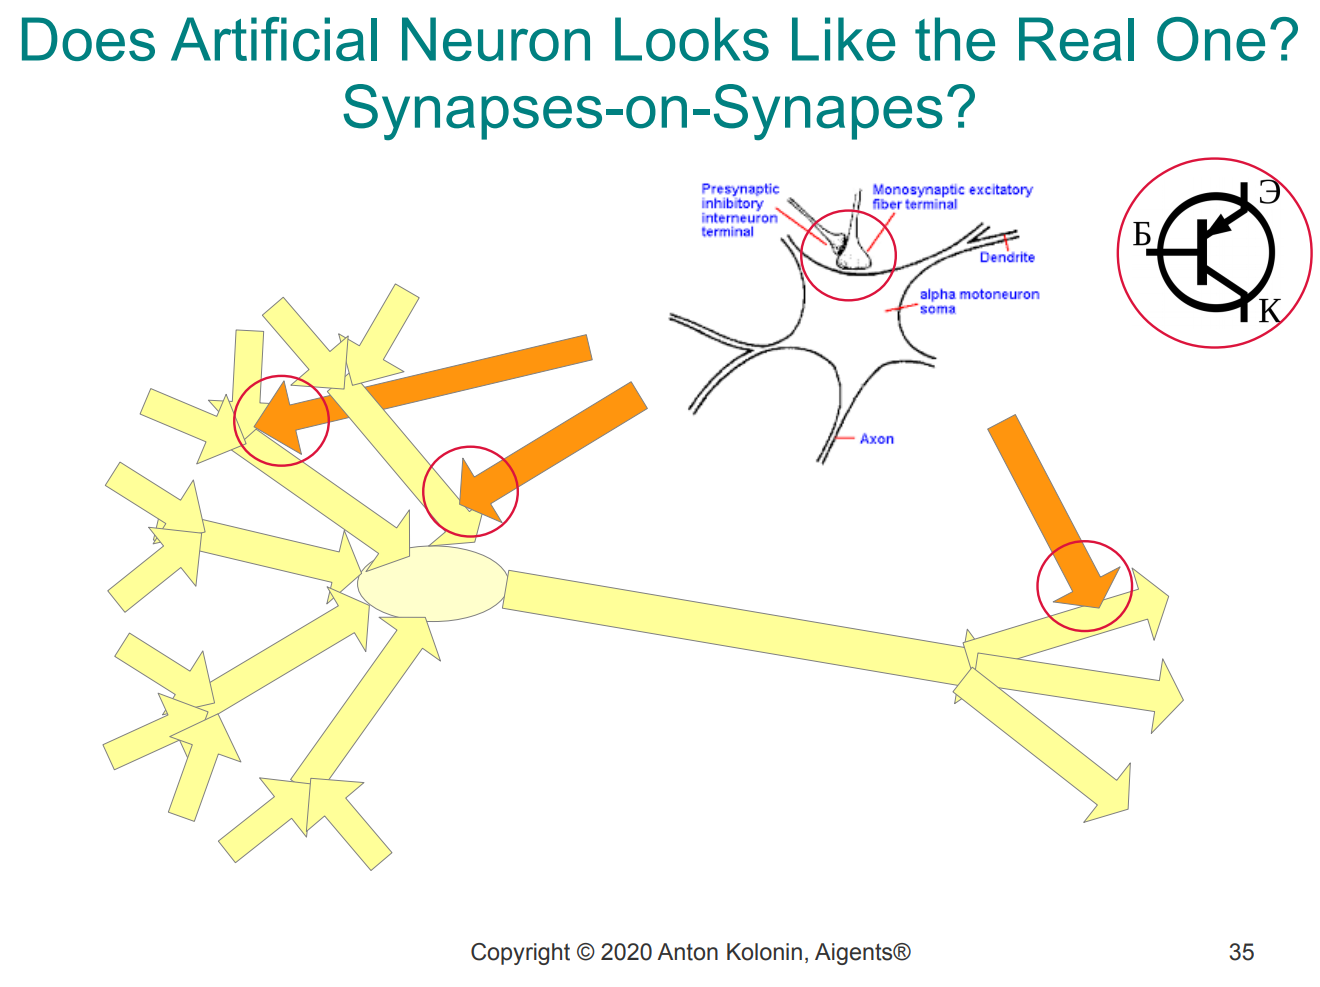 Does Artificial Neuron Looks Like the Real One?
Synapses-on-Synapes?
Presynaptic
inhibitory
interneuron
terminal
Monosynaptic excitatory
fiber terminal
Dendrite
alpha motoneuron
soma
Axon
Э
Б
К
Copyright © 2020 Anton Kolonin, Aigents®
35